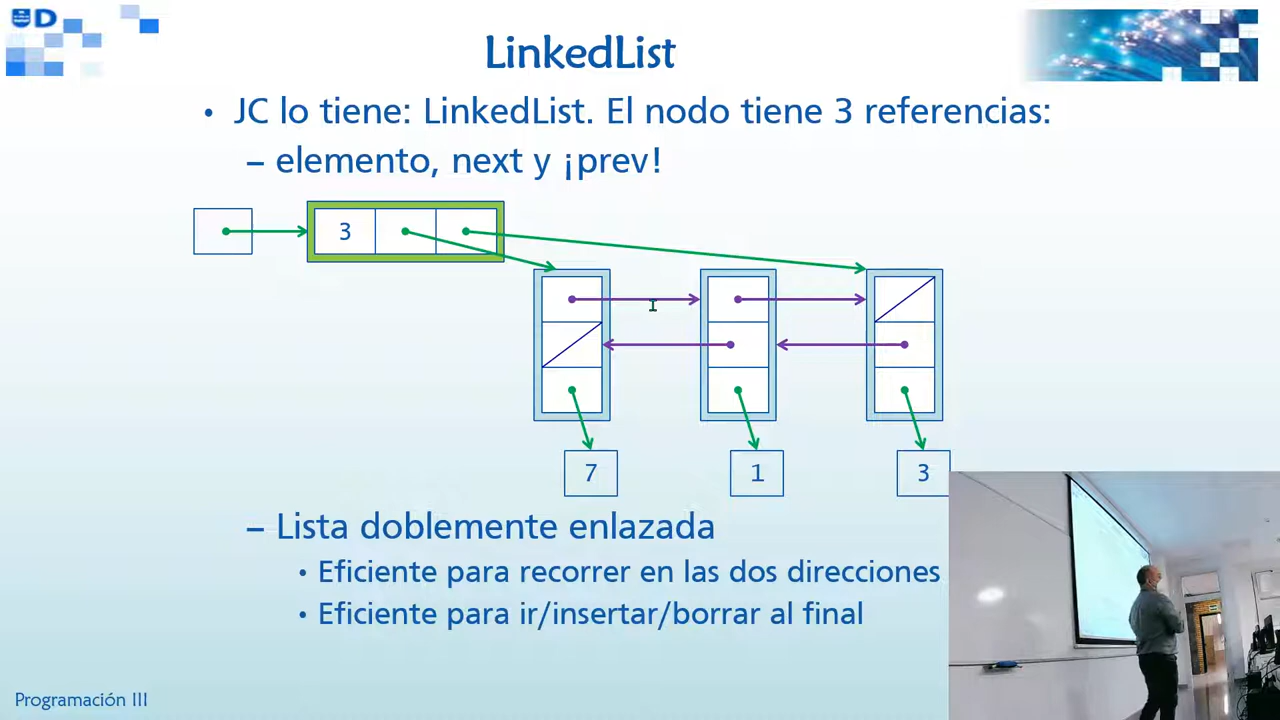 D
LinkedList
• JC lo tiene: LinkedList. El nodo tiene 3 referencias:
– elemento, next y ¡prev!
3
7
1
3
– Lista doblemente enlazada
• Eficiente para recorrer en las dos direcciones
• Eficiente para ir/insertar/borrar al final
Programación III